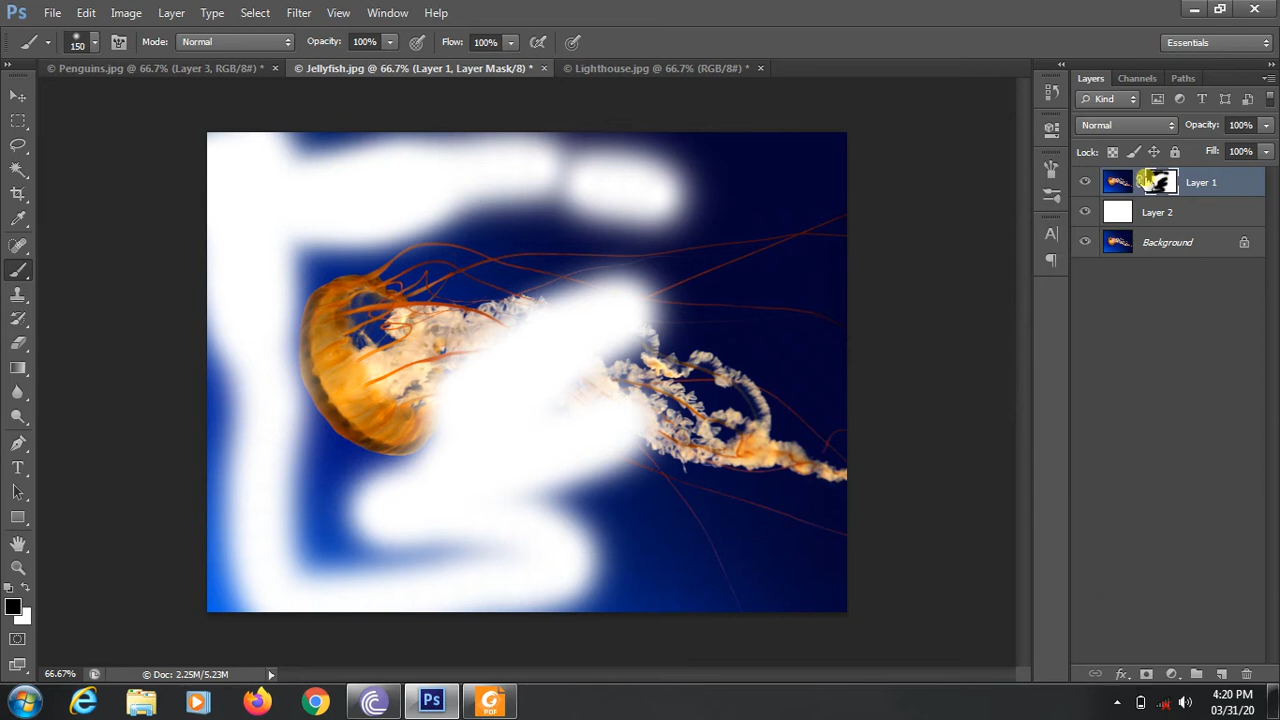 Ps File Edit Image Layer Type Select Filter View Window Help
150 Mode: Normal Opacity: 100% Flow: 100% Essentials
© Penguins.jpg @ 66.7% (Layer 3, RGB/8#) * × © Jellyfish.jpg @ 66.7% (Layer 1, Layer Mask/8) * × © Lighthouse.jpg @ 66.7% (RGB/8#) * ×
Layers Channels Paths
Kind
Normal Opacity: 100%
Lock: Fill: 100%
Layer 1
Layer 2
Background
66.67% © Doc: 2.25M/5.23M
Ps PDF 4:20 PM
03/31/20